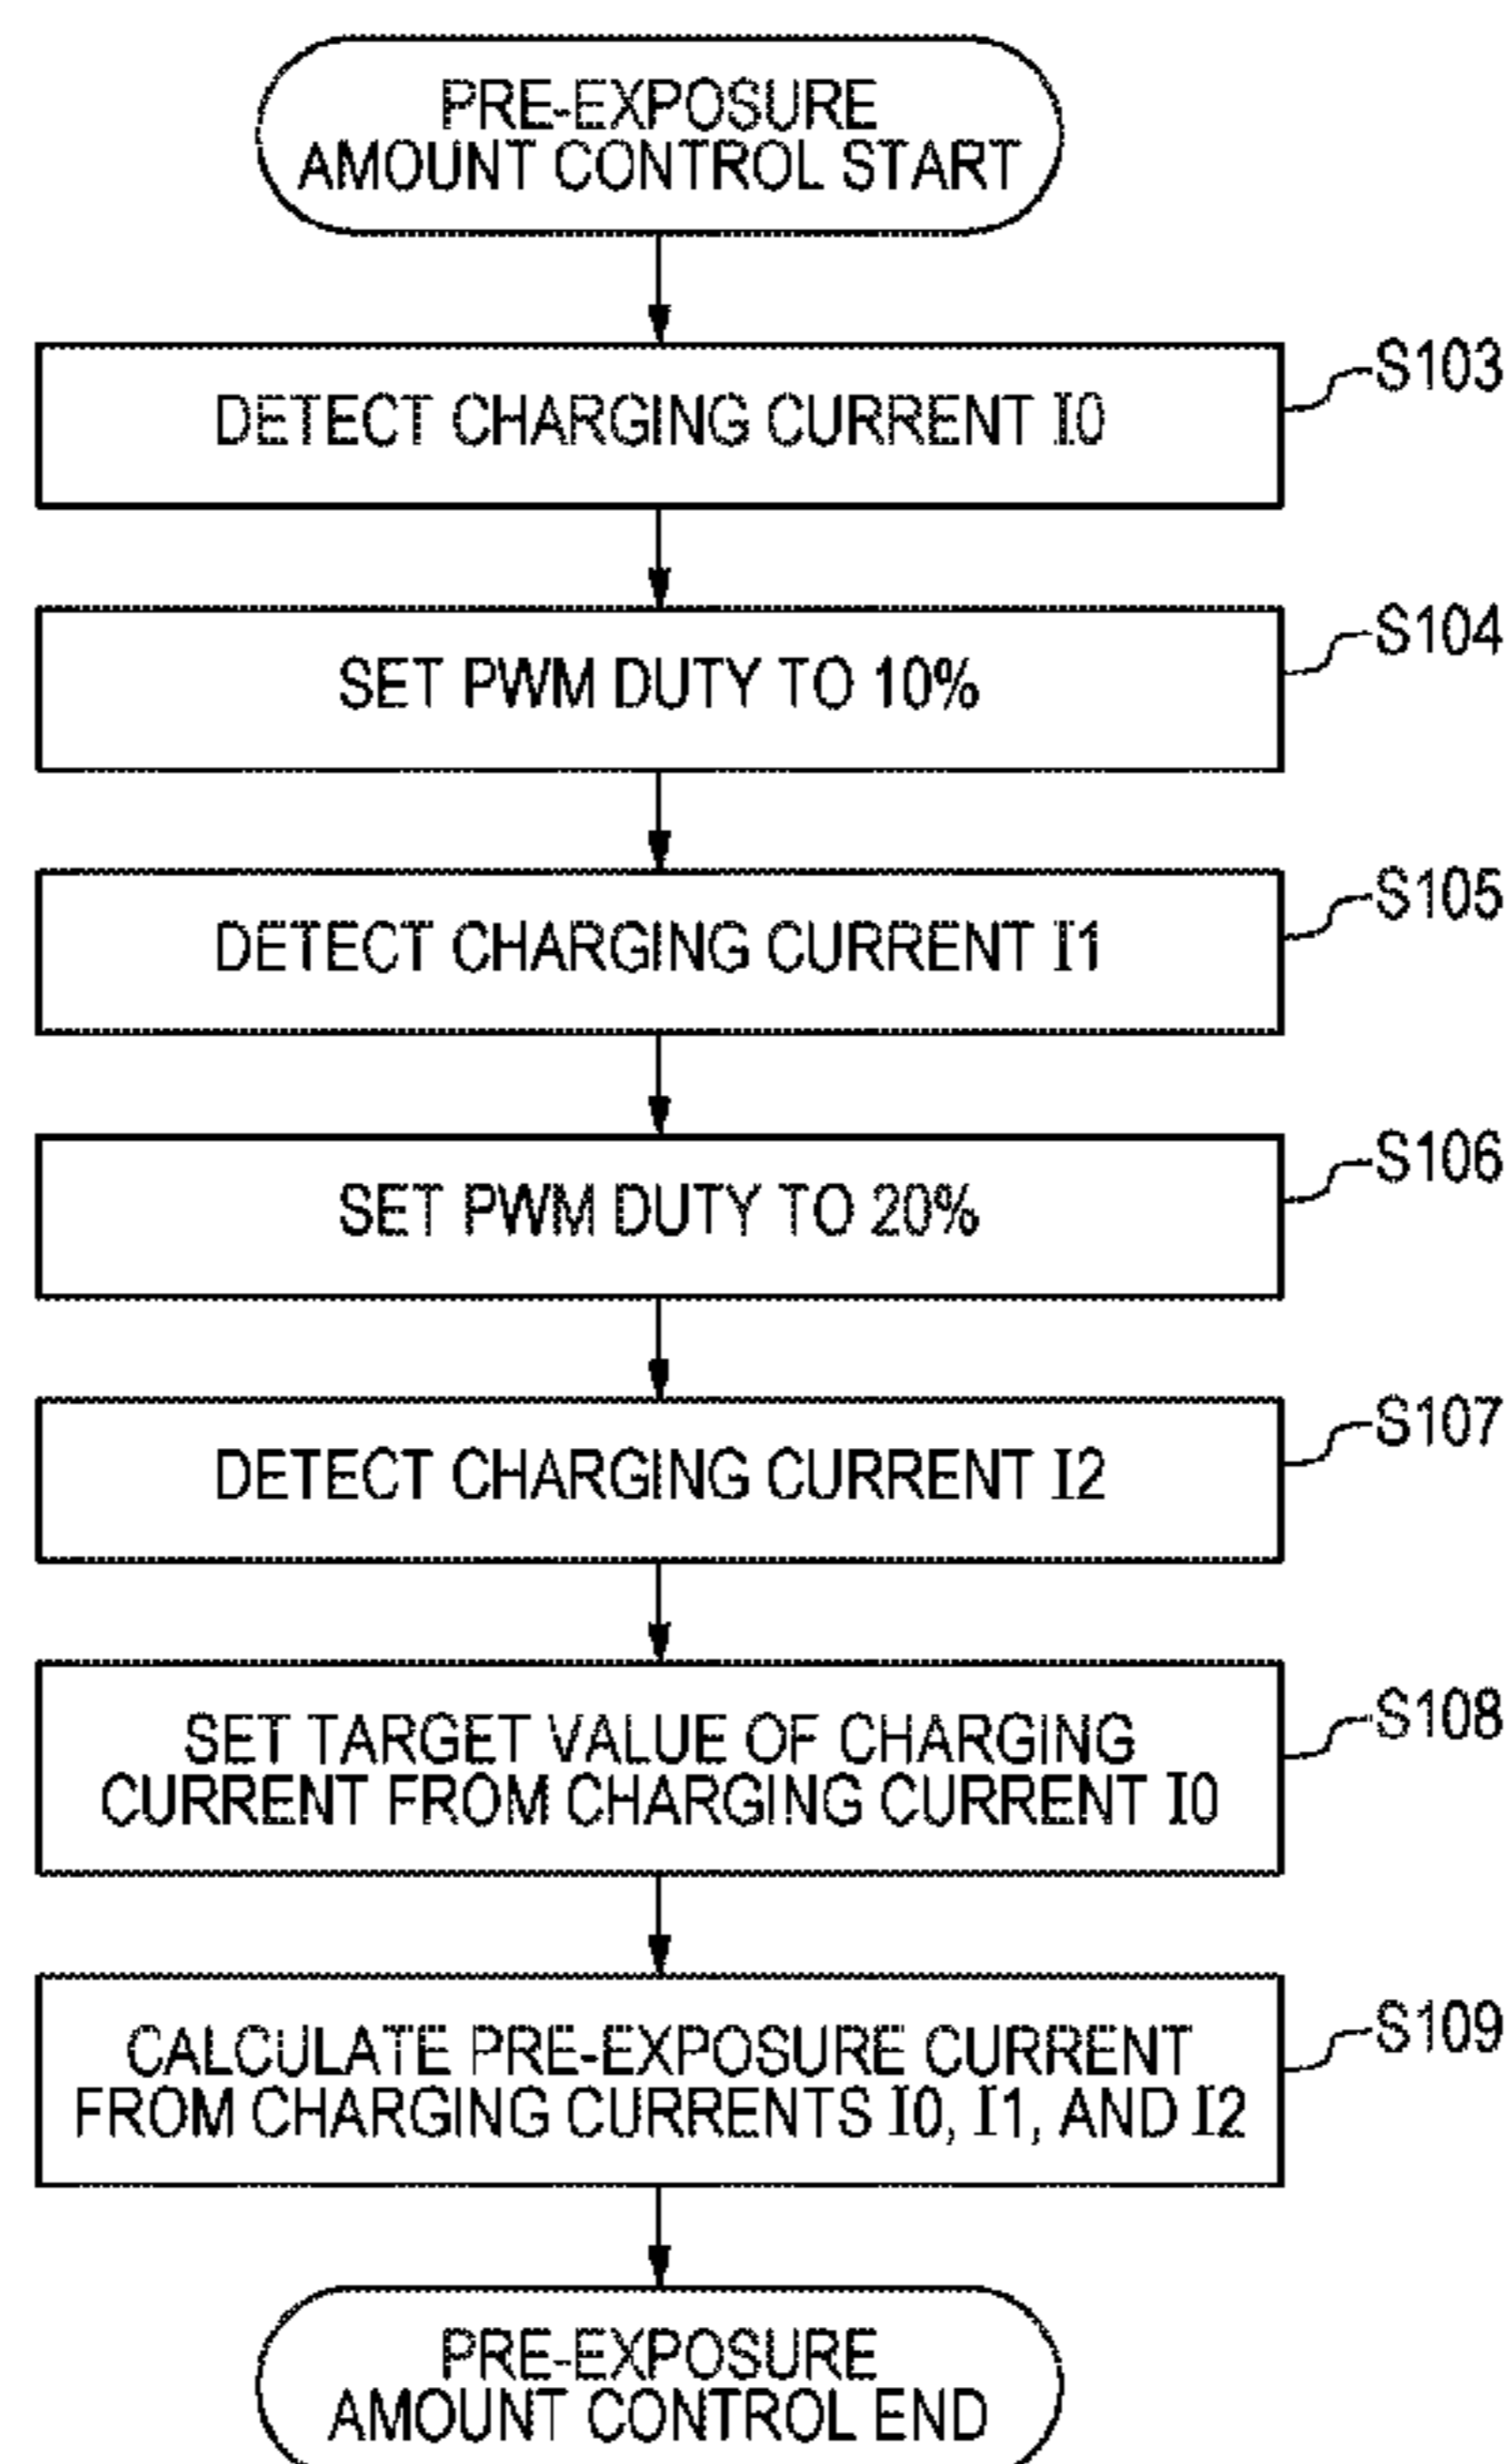 PRE-EXPOSURE
AMOUNT CONTROL START
DETECT CHARGING CURRENT I0
S103
SET PWM DUTY TO 10%
S104
DETECT CHARGING CURRENT I1
S105
SET PWM DUTY TO 20%
S106
DETECT CHARGING CURRENT I2
S107
SET TARGET VALUE OF CHARGING
CURRENT FROM CHARGING CURRENT I0
S108
CALCULATE PRE-EXPOSURE CURRENT
FROM CHARGING CURRENTS I0, I1, AND I2
S109
PRE-EXPOSURE
AMOUNT CONTROL END